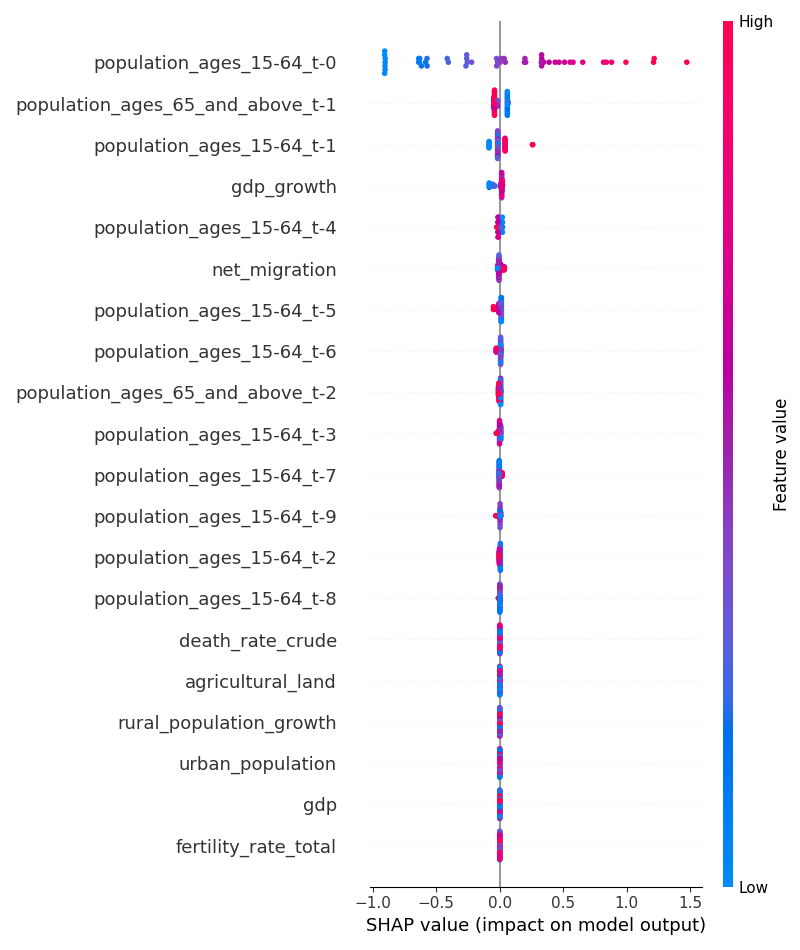 High
population_ages_15-64_t-0
population_ages_65_and_above_t-1
population_ages_15-64_t-1
gdp_growth
population_ages_15-64_t-4
net_migration
population_ages_15-64_t-5
population_ages_15-64_t-6
population_ages_65_and_above_t-2
population_ages_15-64_t-3
population_ages_15-64_t-7
population_ages_15-64_t-9
population_ages_15-64_t-2
population_ages_15-64_t-8
death_rate_crude
agricultural_land
rural_population_growth
urban_population
gdp
fertility_rate_total
Feature value
Low
−1.0 −0.5 0.0 0.5 1.0 1.5
SHAP value (impact on model output)